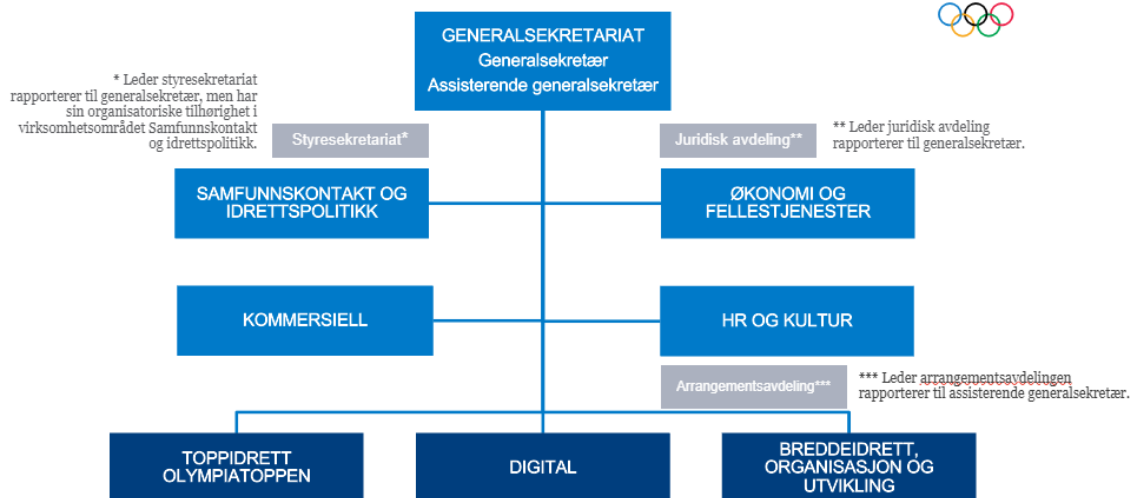 GENERALSEKRETARIAT
Generalsekretær
Assisterende generalsekretær
* Leder styresekretariat
rapporterer til generalsekretær, men har
sin organisatoriske tilhørighet i
virksomhetsområdet Samfunnskontakt
og idrettspolitikk.
Styresekretariat*
Juridisk avdeling**
** Leder juridisk avdeling
rapporterer til generalsekretær.
SAMFUNNSKONTAKT OG
IDRETTSPOLITIKK
ØKONOMI OG
FELLESTJENESTER
KOMMERSIELL
HR OG KULTUR
Arrangementsavdeling***
*** Leder arrangementsavdelingen
rapporterer til assisterende generalsekretær.
TOPPIDRETT
OLYMPIATOPPEN
DIGITAL
BREDDEIDRETT,
ORGANISASJON OG
UTVIKLING